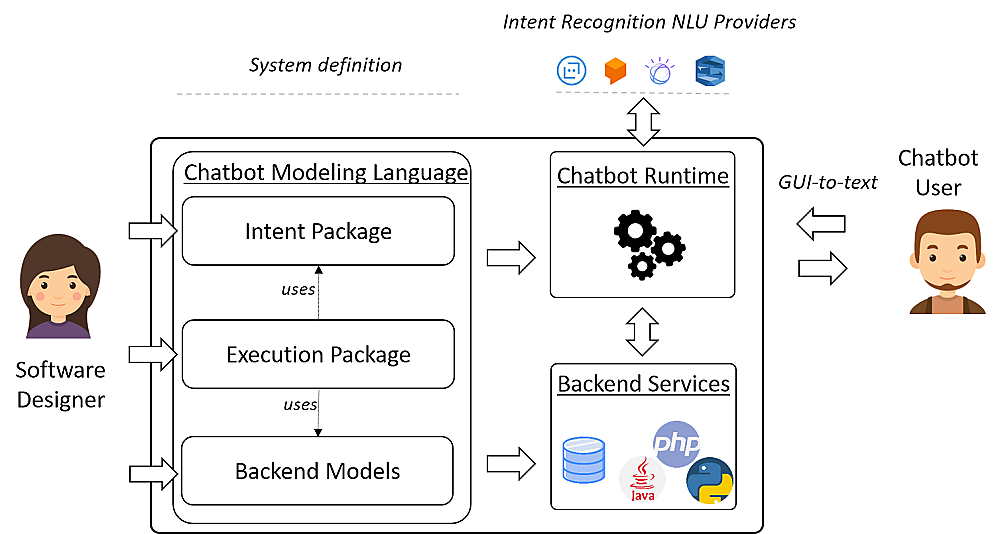 Intent Recognition NLU Providers
System definition
Chatbot Modeling Language
Intent Package
uses
Execution Package
uses
Backend Models
Software
Designer
Chatbot Runtime
GUI-to-text
Chatbot
User
Backend Services
php
Java